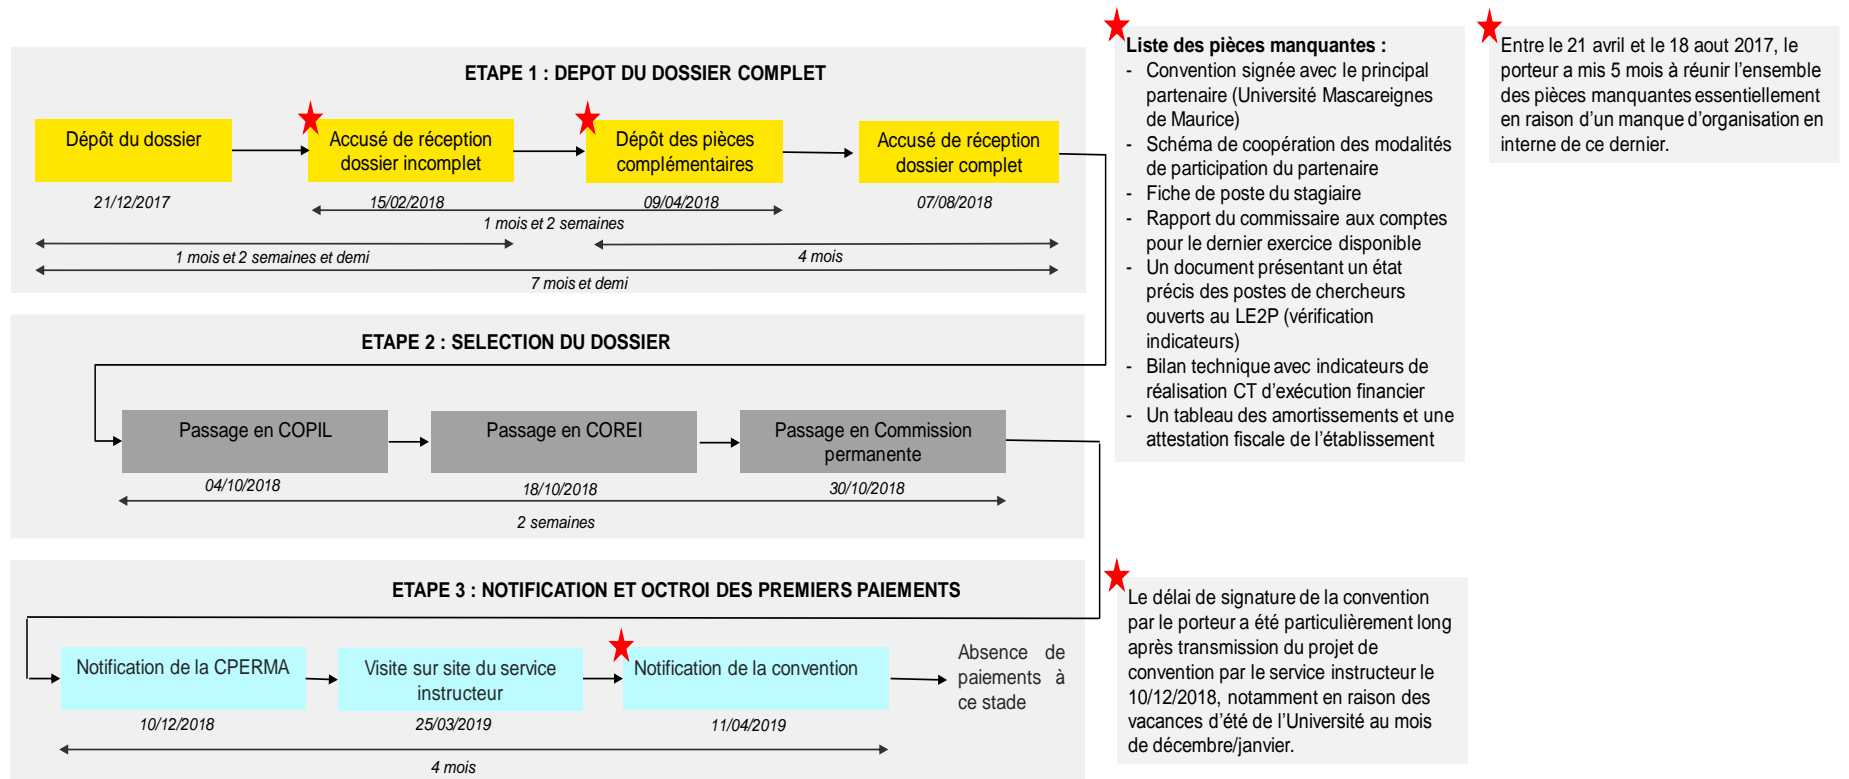 ETAPE 1 : DEPOT DU DOSSIER COMPLET
Dépôt du dossier
Accusé de réception
dossier incomplet
Dépôt des pièces
complémentaires
Accusé de réception
dossier complet
21/12/2017
15/02/2018
09/04/2018
07/08/2018
1 mois et 2 semaines
1 mois et 2 semaines et demi
4 mois
7 mois et demi
ETAPE 2 : SELECTION DU DOSSIER
Passage en COPIL
Passage en COREI
Passage en Commission
permanente
04/10/2018
18/10/2018
30/10/2018
2 semaines
ETAPE 3 : NOTIFICATION ET OCTROI DES PREMIERS PAIEMENTS
Notification de la CPERMA
Visite sur site du service
instructeur
Notification de la convention
Absence de
paiements à
ce stade
10/12/2018
25/03/2019
11/04/2019
4 mois
Liste des pièces manquantes :
- Convention signée avec le principal
partenaire (Université Mascareignes
de Maurice)
- Schéma de coopération des modalités
de participation du partenaire
- Fiche de poste du stagiaire
- Rapport du commissaire aux comptes
pour le dernier exercice disponible
- Un document présentant un état
précis des postes de chercheurs
ouverts au LE2P (vérification
indicateurs)
- Bilan technique avec indicateurs de
réalisation CT d’exécution financier
- Un tableau des amortissements et une
attestation fiscale de l’établissement
Entre le 21 avril et le 18 aout 2017, le
porteur a mis 5 mois à réunir l’ensemble
des pièces manquantes essentiellement
en raison d’un manque d’organisation en
interne de ce dernier.
Le délai de signature de la convention
par le porteur a été particulièrement long
après transmission du projet de
convention par le service instructeur le
10/12/2018, notamment en raison des
vacances d’été de l’Université au mois
de décembre/janvier.